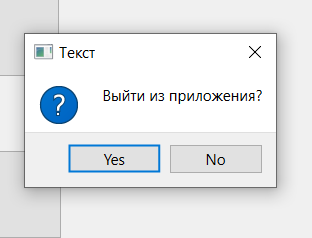 Текст
Выйти из приложения?
Yes
No